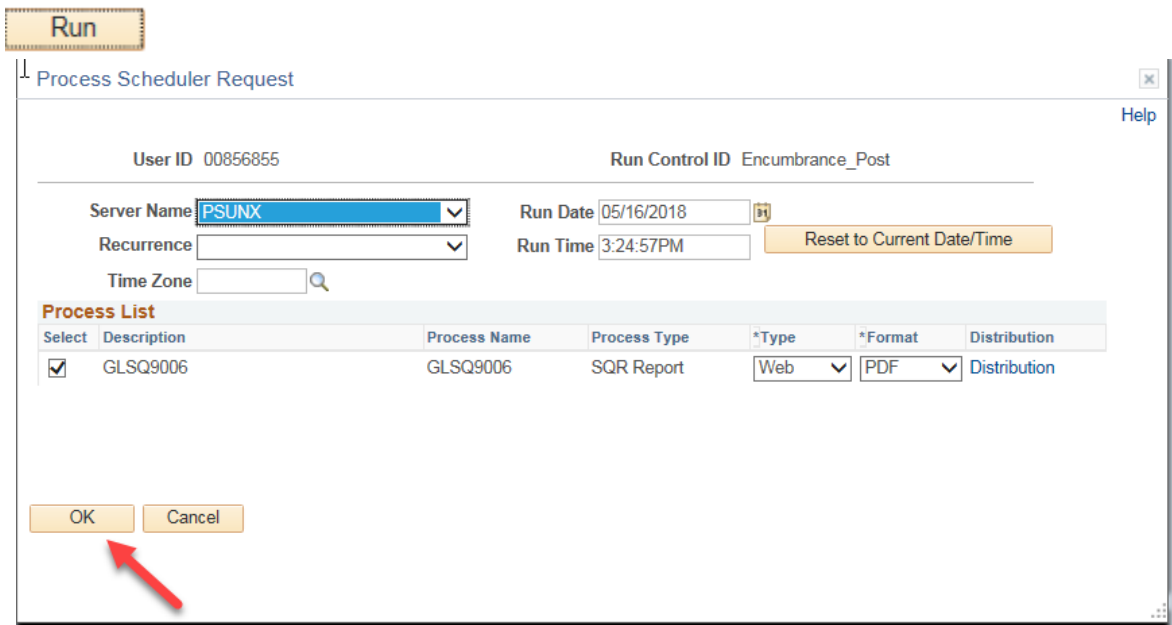 Run
Process Scheduler Request
Help
User ID 00856855 Run Control ID Encumbrance_Post
Server Name PSUNX Run Date 05/16/2018 31
Recurrence Run Time 3:24:57PM Reset to Current Date/Time
Time Zone
Process List
Select Description Process Name Process Type *Type *Format Distribution
GLSQ9006 GLSQ9006 SQR Report Web PDF Distribution
OK Cancel